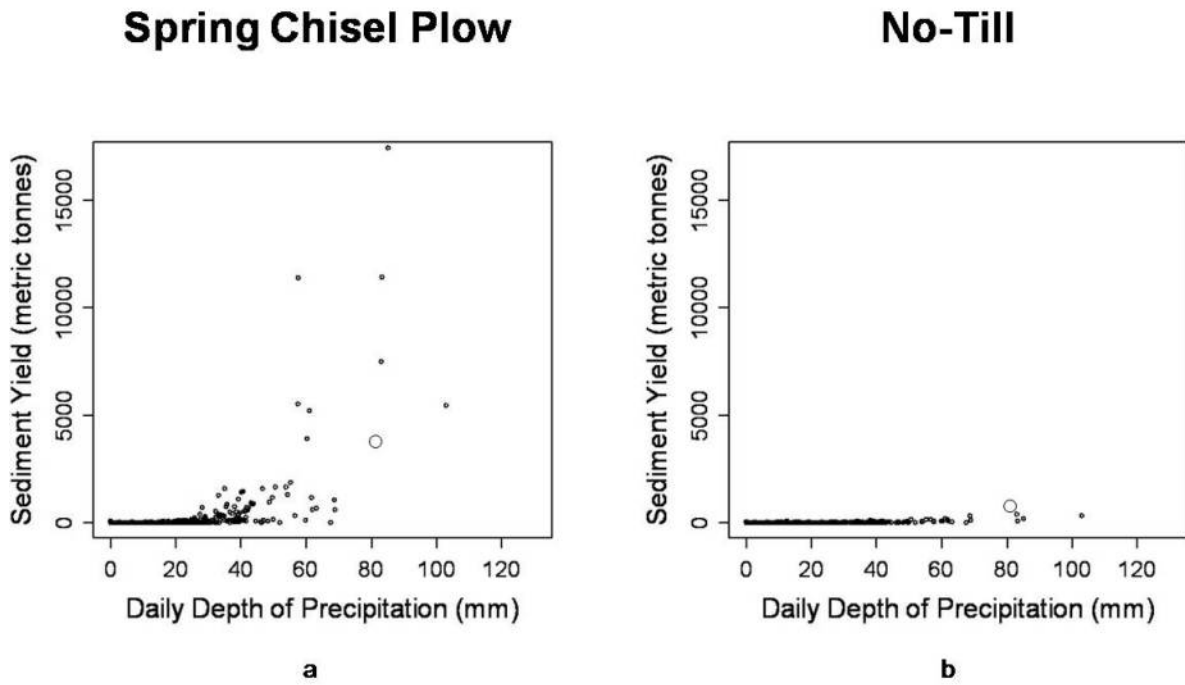 Spring Chisel Plow
No-Till
Sediment Yield (metric tonnes)
15000
10000
5000
0
0 20 40 60 80 100 120
Daily Depth of Precipitation (mm)
a
Sediment Yield (metric tonnes)
15000
10000
5000
0
0 20 40 60 80 100 120
Daily Depth of Precipitation (mm)
b